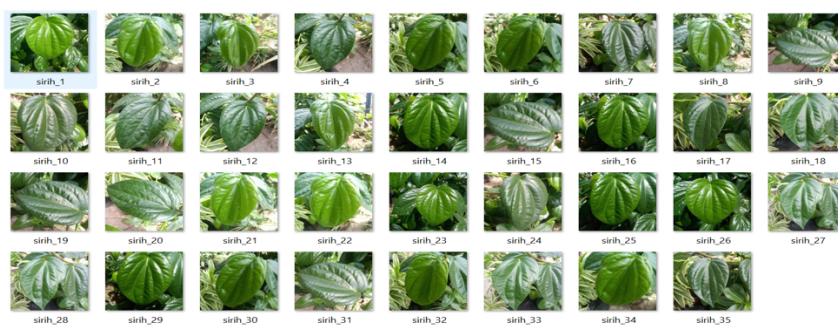 sirih_1 sirih_2 sirih_3 sirih_4 sirih_5 sirih_6 sirih_7 sirih_8 sirih_9
sirih_10 sirih_11 sirih_12 sirih_13 sirih_14 sirih_15 sirih_16 sirih_17 sirih_18
sirih_19 sirih_20 sirih_21 sirih_22 sirih_23 sirih_24 sirih_25 sirih_26 sirih_27
sirih_28 sirih_29 sirih_30 sirih_31 sirih_32 sirih_33 sirih_34 sirih_35